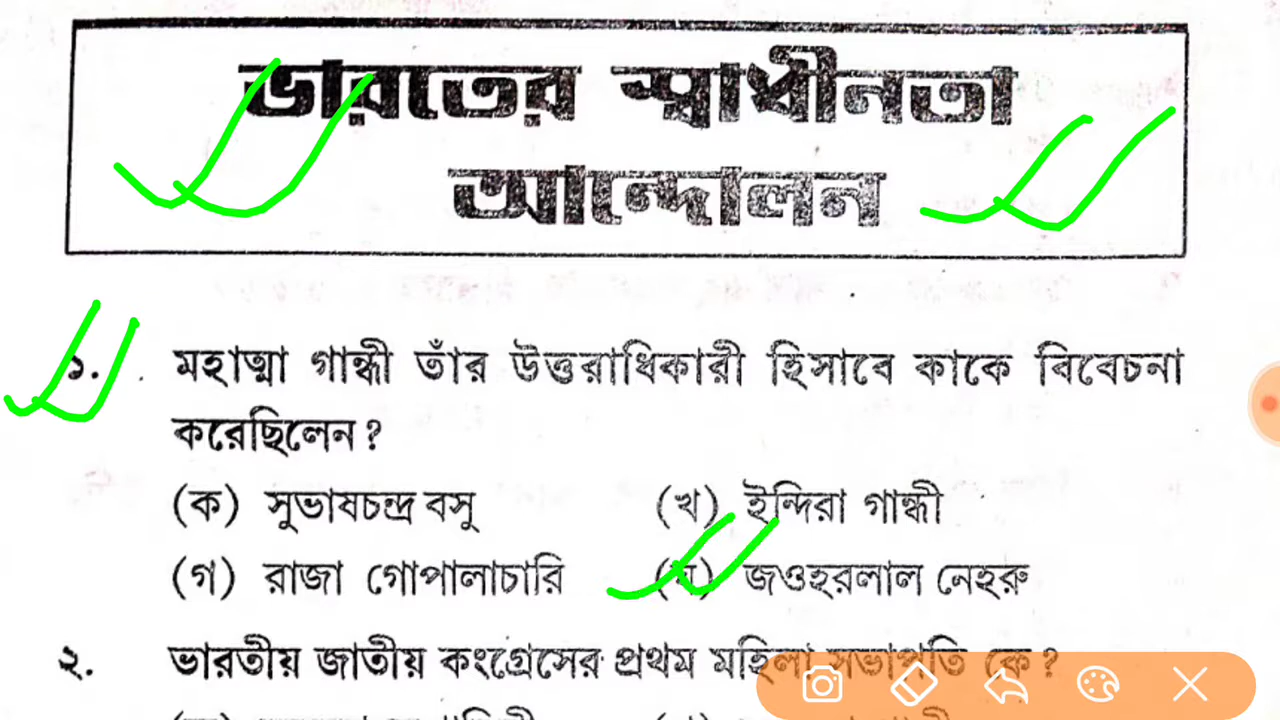 ভারতের স্বাধীনতা
আন্দোলন
১. মহাত্মা গান্ধী তাঁর উত্তরাধিকারী হিসাবে কাকে বিবেচনা
করেছিলেন?
(ক) সুভাষচন্দ্র বসু (খ) ইন্দিরা গান্ধী
(গ) রাজা গোপালাচারি (ঘ) জওহরলাল নেহরু
২. ভারতীয় জাতীয় কংগ্রেসের প্রথম মহিলা সভাপতি কে?